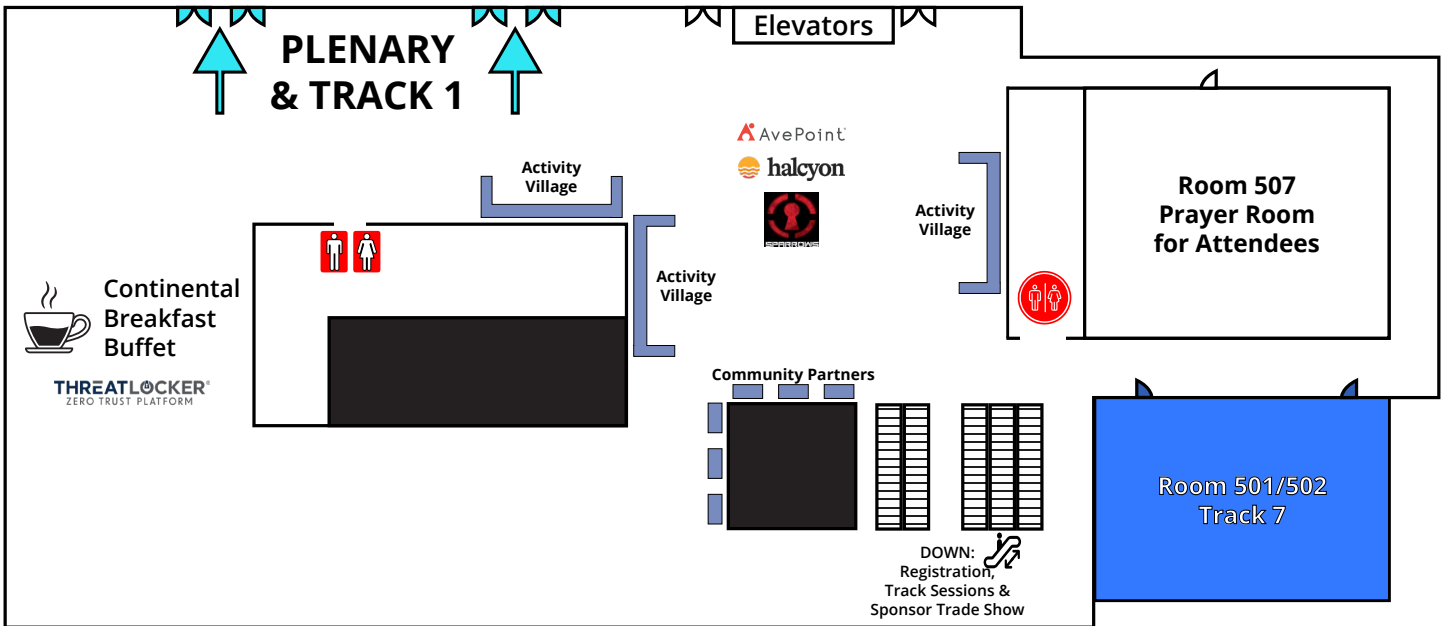 Elevators
PLENARY
& TRACK 1
AvePoint
halcyon
SPARROWS
Activity
Village
Activity
Village
Activity
Village
Room 507
Prayer Room
for Attendees
Continental
Breakfast
Buffet
THREATLOCKER®
ZERO TRUST PLATFORM
Community Partners
Room 501/502
Track 7
DOWN:
Registration,
Track Sessions &
Sponsor Trade Show